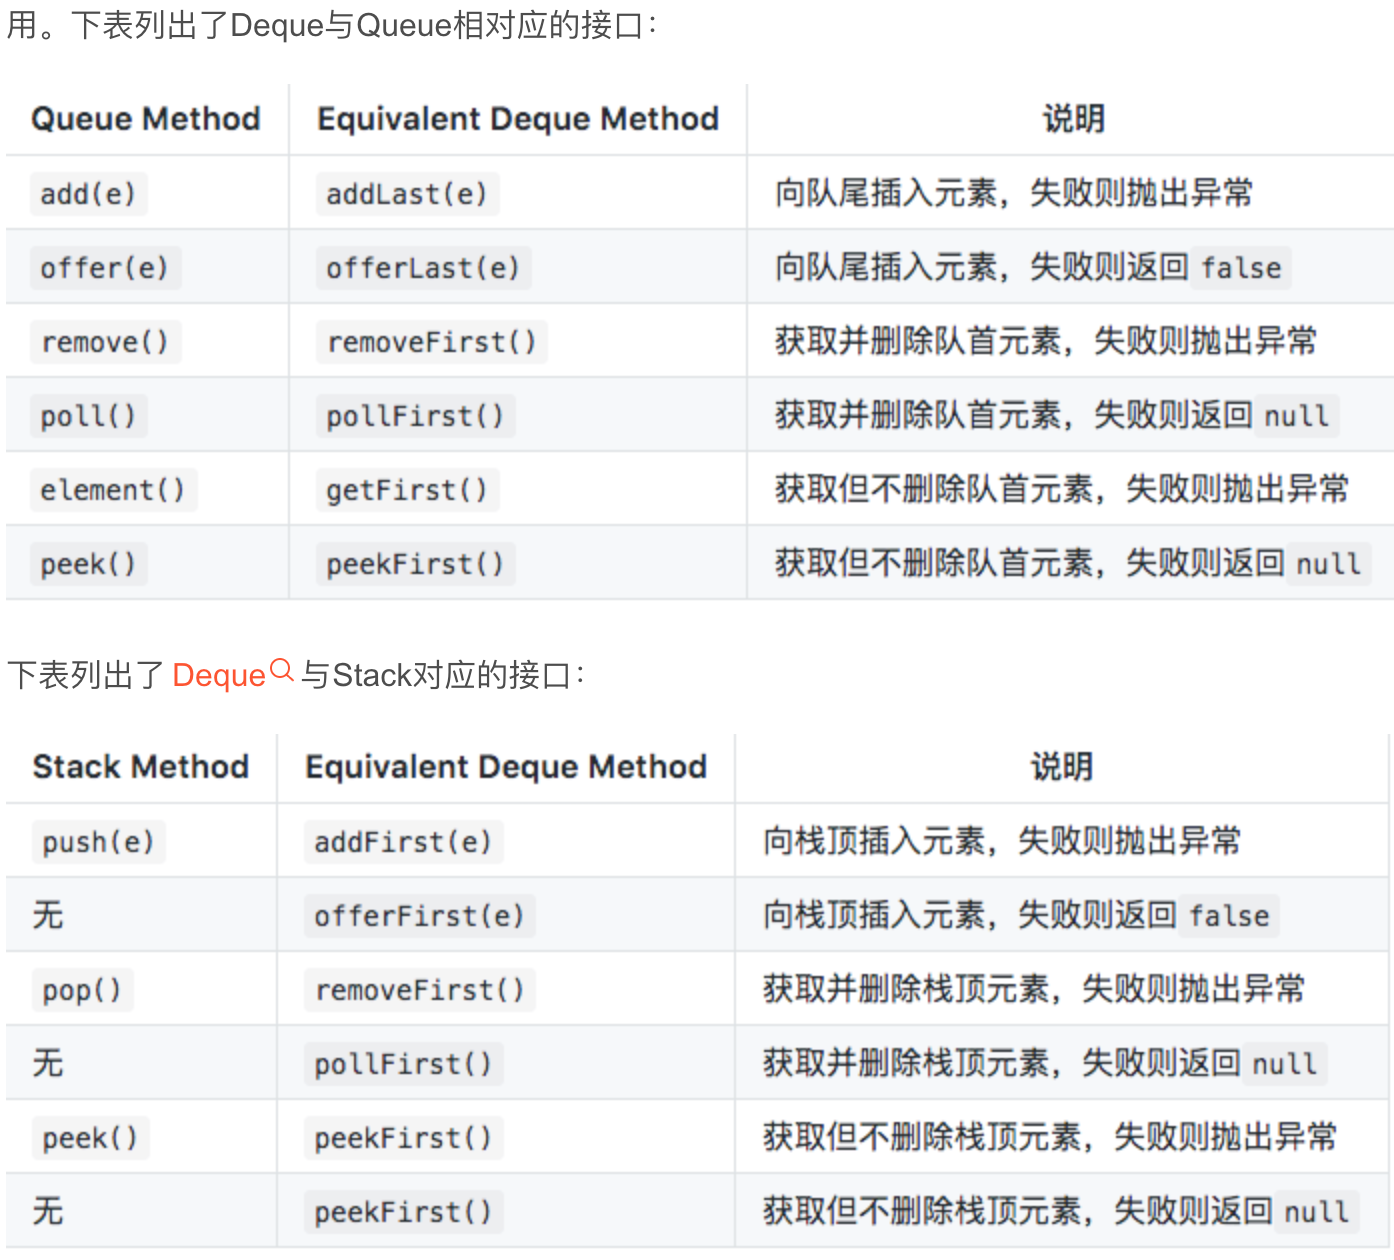 用。下表列出了Deque与Queue相对应的接口：
Queue Method Equivalent Deque Method 说明
add(e) addLast(e) 向队尾插入元素，失败则抛出异常
offer(e) offerLast(e) 向队尾插入元素，失败则返回 false
remove() removeFirst() 获取并删除队首元素，失败则抛出异常
poll() pollFirst() 获取并删除队首元素，失败则返回 null
element() getFirst() 获取但不删除队首元素，失败则抛出异常
peek() peekFirst() 获取但不删除队首元素，失败则返回 null
下表列出了 Deque 与Stack对应的接口：
Stack Method Equivalent Deque Method 说明
push(e) addFirst(e) 向栈顶插入元素，失败则抛出异常
无 offerFirst(e) 向栈顶插入元素，失败则返回 false
pop() removeFirst() 获取并删除栈顶元素，失败则抛出异常
无 pollFirst() 获取并删除栈顶元素，失败则返回 null
peek() peekFirst() 获取但不删除栈顶元素，失败则抛出异常
无 peekFirst() 获取但不删除栈顶元素，失败则返回 null